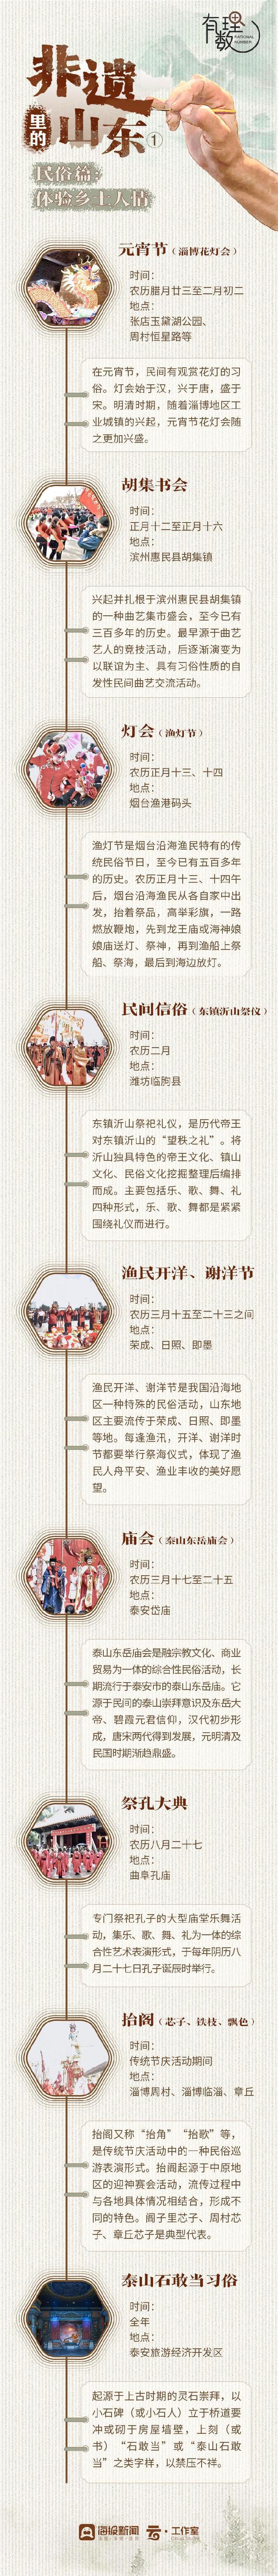 有理数
RATIONAL
NUMBER
非遗
里的
山东①
民俗篇:
体验乡土人情
元宵节（淄博花灯会）
时间：
农历腊月廿三至二月初二
地点：
张店玉黛湖公园、
周村恒星路等
在元宵节，民间有观赏花灯的习
俗。灯会始于汉，兴于唐，盛于
宋。明清时期，随着淄博地区工
业城镇的兴起，元宵节花灯会随
之更加兴盛。
胡集书会
时间：
正月十二至正月十六
地点：
滨州惠民县胡集镇
兴起并扎根于滨州惠民县胡集镇
的一种曲艺集市盛会，至今已有
三百多年的历史。最早源于曲艺
艺人的竞技活动，后逐渐演变为
以联谊为主、具有习俗性质的自
发性民间曲艺交流活动。
灯会（渔灯节）
时间：
农历正月十三、十四
地点：
烟台渔港码头
渔灯节是烟台沿海渔民特有的传
统民俗节日，至今已有五百多年
的历史。农历正月十三、十四午
后，烟台沿海渔民从各自家中出
发，抬着祭品，高举彩旗，一路
燃放鞭炮，先到龙王庙或海神娘
娘庙送灯、祭神，再到渔船上祭
船、祭海，最后到海边放灯。
民间信俗（东镇沂山祭仪）
时间：
农历二月
地点：
潍坊临朐县
东镇沂山祭祀礼仪，是历代帝王
对东镇沂山的“望秩之礼”。将
沂山独具特色的帝王文化、镇山
文化、民俗文化挖掘整理后编排
而成。主要包括乐、歌、舞、礼
四种形式，乐、歌、舞都是紧紧
围绕礼仪而进行。
渔民开洋、谢洋节
时间：
农历三月十五至二十三之间
地点：
荣成、日照、即墨
渔民开洋、谢洋节是我国沿海地
区一种特殊的民俗活动，山东地
区主要流传于荣成、日照、即墨
等地。每逢渔汛，开洋、谢洋时
节都要举行祭海仪式，体现了渔
民人舟平安、渔业丰收的美好愿
望。
庙会（泰山东岳庙会）
时间：
农历三月十七至二十五
地点：
泰安岱庙
泰山东岳庙会是融宗教文化、商业
贸易为一体的综合性民俗活动，长
期流行于泰安市的泰山东岳庙。它
源于民间的泰山崇拜意识及东岳大
帝、碧霞元君信仰，汉代初步形
成，唐宋两代得到发展，元明清及
民国时期渐趋鼎盛。
祭孔大典
时间：
农历八月二十七
地点：
曲阜孔庙
专门祭祀孔子的大型庙堂乐舞活
动，集乐、歌、舞、礼为一体的综
合性艺术表演形式，于每年阴历八
月二十七日孔子诞辰时举行。
抬阁（芯子、铁枝、飘色）
时间：
传统节庆活动期间
地点：
淄博周村、淄博临淄、章丘
抬阁又称“抬角”“抬歌”等，
是传统节庆活动中的一种民俗巡
游表演形式。抬阁起源于中原地
区的迎神赛会活动，流传过程中
与各地具体情况相结合，形成不
同的特色。阁子里芯子、周村芯
子、章丘芯子是典型代表。
泰山石敢当习俗
时间：
全年
地点：
泰安旅游经济开发区
起源于上古时期的灵石崇拜，以
小石碑（或小石人）立于桥道要
冲或砌于房屋墙壁，上刻（或
书）“石敢当”或“泰山石敢
当”之类字样，以禁压不祥。
海报新闻
云·工作室